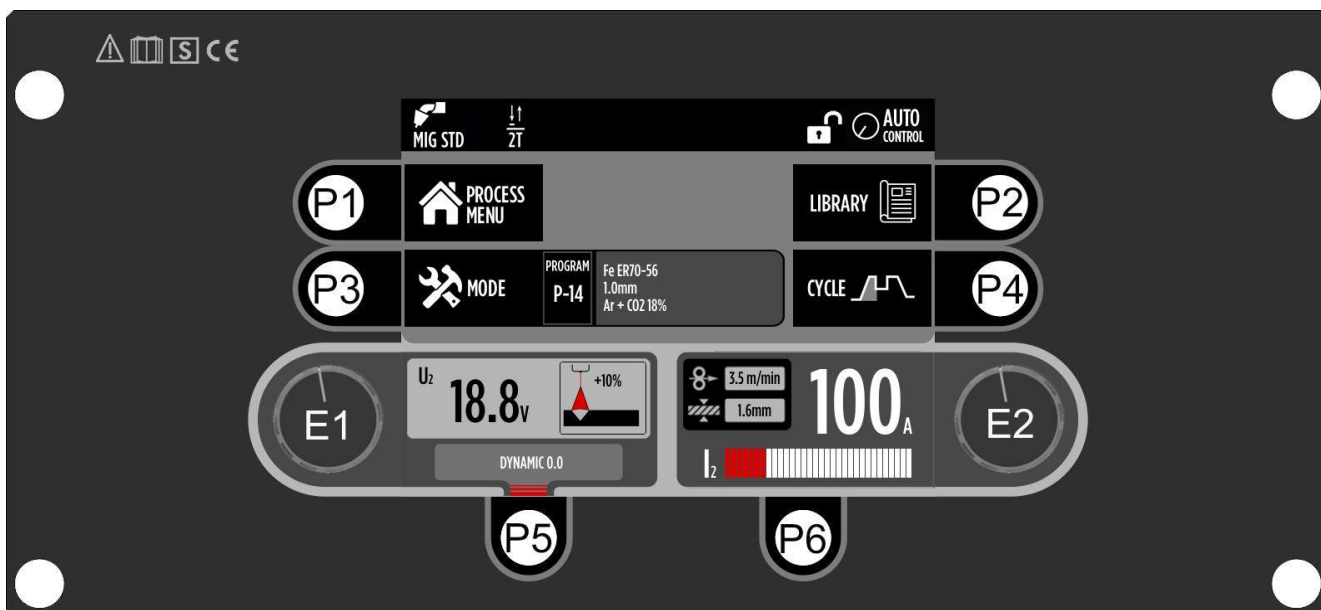 S CE
MIG STD
2T
AUTO
CONTROL
P1
PROCESS
MENU
LIBRARY
P2
P3
MODE
PROGRAM
P-14
Fe ER70-56
1.0mm
Ar + CO2 18%
CYCLE
P4
E1
U2
18.8V
+10%
DYNAMIC 0.0
3.5 m/min
1.6mm
100A
I2
E2
P5
P6